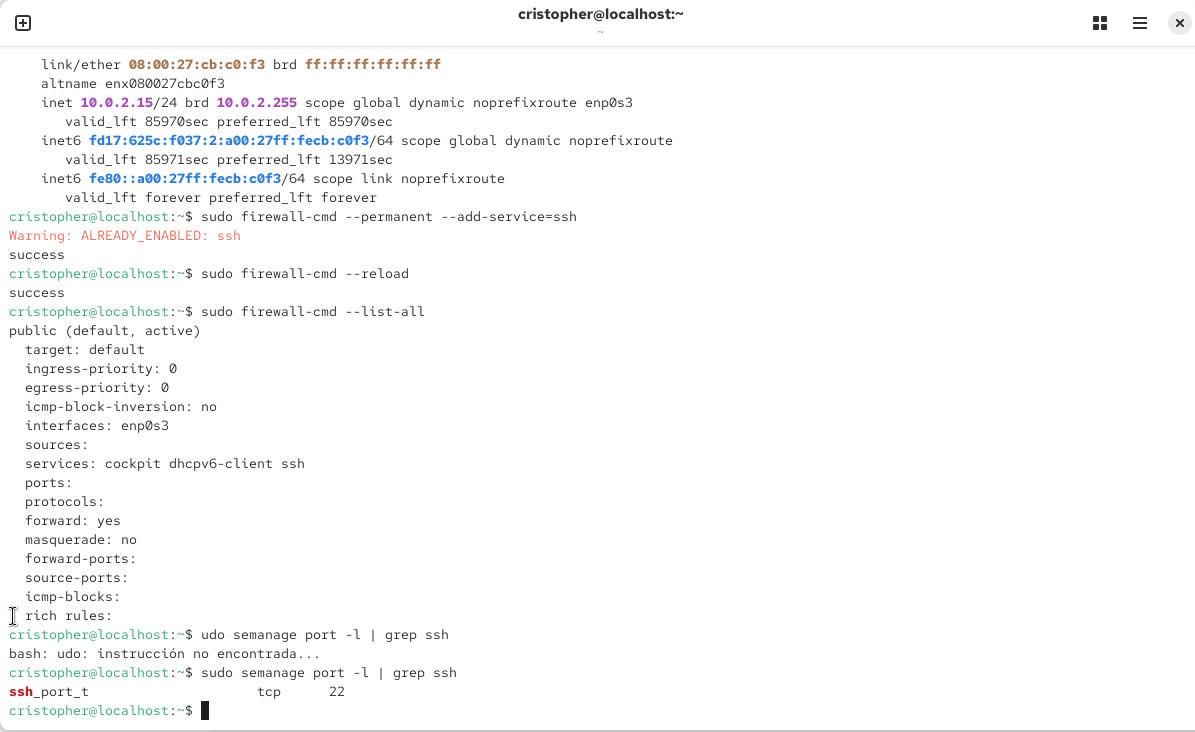 cristopher@localhost:~
~
link/ether 08:00:27:cb:c0:f3 brd ff:ff:ff:ff:ff:ff
altname enx080027cbc0f3
inet 10.0.2.15/24 brd 10.0.2.255 scope global dynamic noprefixroute enp0s3
valid_lft 85970sec preferred_lft 85970sec
inet6 fd17:625c:f037:2:a00:27ff:fecb:c0f3/64 scope global dynamic noprefixroute
valid_lft 85971sec preferred_lft 13971sec
inet6 fe80::a00:27ff:fecb:c0f3/64 scope link noprefixroute
valid_lft forever preferred_lft forever
cristopher@localhost:~$ sudo firewall-cmd --permanent --add-service=ssh
Warning: ALREADY_ENABLED: ssh
success
cristopher@localhost:~$ sudo firewall-cmd --reload
success
cristopher@localhost:~$ sudo firewall-cmd --list-all
public (default, active)
target: default
ingress-priority: 0
egress-priority: 0
icmp-block-inversion: no
interfaces: enp0s3
sources:
services: cockpit dhcpv6-client ssh
ports:
protocols:
forward: yes
masquerade: no
forward-ports:
source-ports:
icmp-blocks:
rich rules:
cristopher@localhost:~$ udo semanage port -l | grep ssh
bash: udo: instrucción no encontrada...
cristopher@localhost:~$ sudo semanage port -l | grep ssh
ssh_port_t                     tcp      22
cristopher@localhost:~$